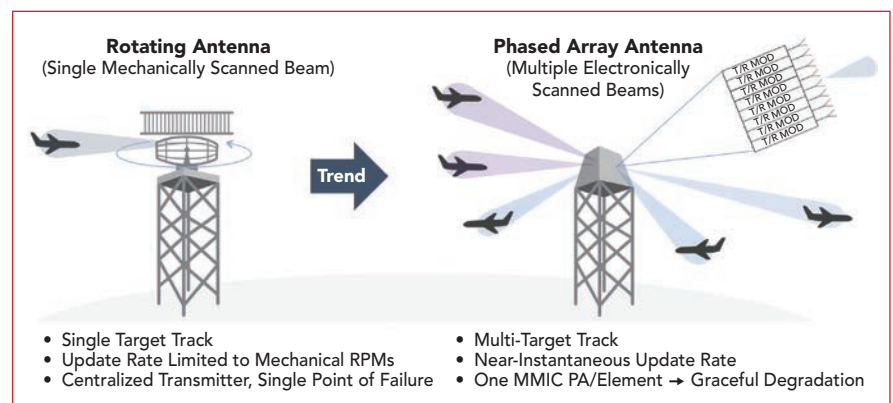 Rotating Antenna
(Single Mechanically Scanned Beam)
Trend
• Single Target Track
• Update Rate Limited to Mechanical RPMs
• Centralized Transmitter, Single Point of Failure
Phased Array Antenna
(Multiple Electronically
Scanned Beams)
T/R MOD
T/R MOD
T/R MOD
T/R MOD
T/R MOD
T/R MOD
T/R MOD
T/R MOD
• Multi-Target Track
• Near-Instantaneous Update Rate
• One MMIC PA/Element → Graceful Degradation